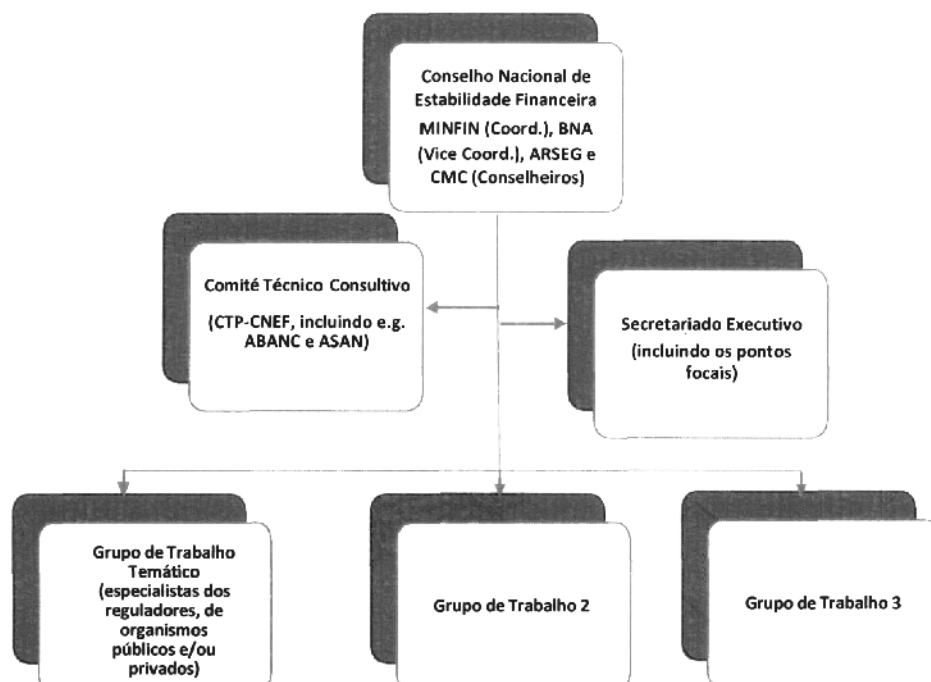 Conselho Nacional de
Estabilidade Financeira
MINFIN (Coord.), BNA
(Vice Coord.), ARSEG e
CMC (Conselheiros)
Comité Técnico Consultivo
(CTP-CNEF, incluindo e.g.
ABANC e ASAN)
Secretariado Executivo
(incluindo os pontos
focais)
Grupo de Trabalho
Temático
(especialistas dos
reguladores, de
organismos
públicos e/ou
privados)
Grupo de Trabalho 2
Grupo de Trabalho 3